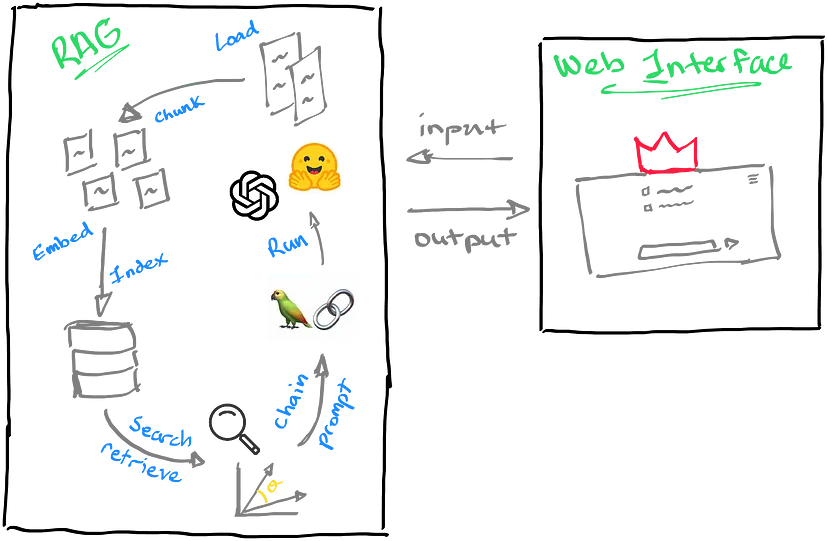 RAG
Load
chunk
Embed
Index
Search
retrieve
chain
prompt
Run
θ
input
output
Web Interface